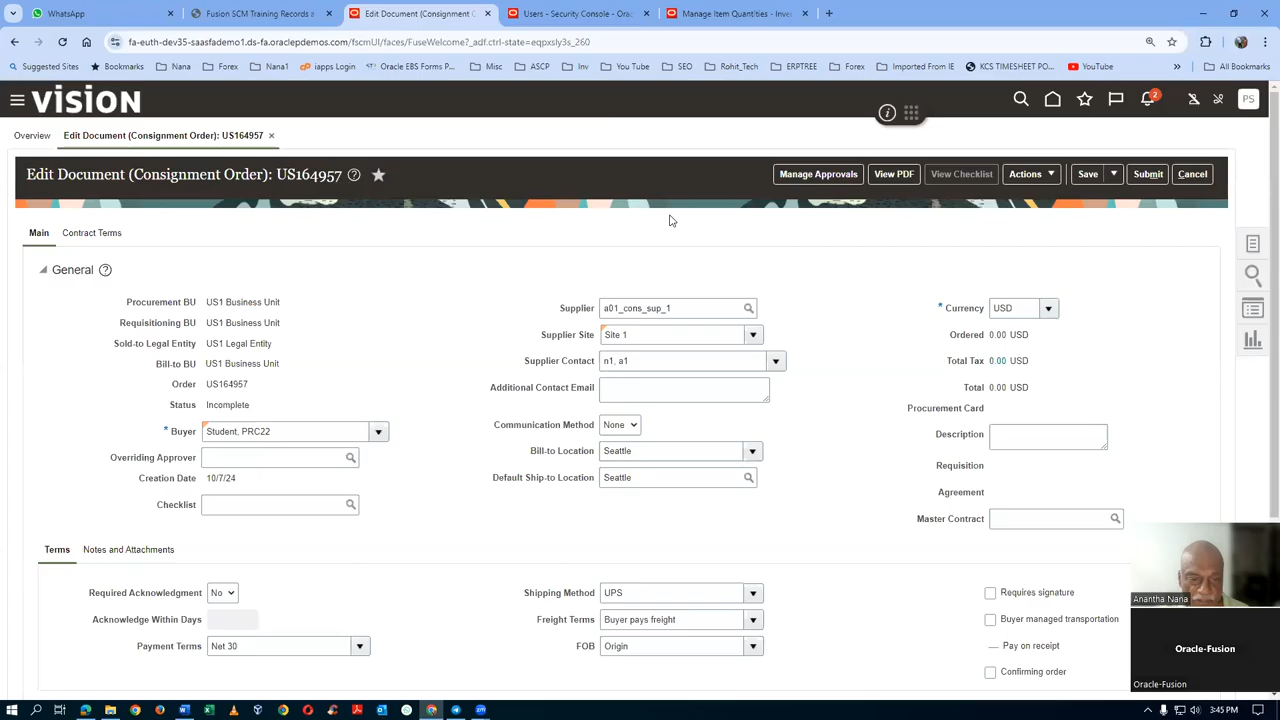 WhatsApp
Fusion SCM Training Records a
Edit Document (Consignment Or
Users - Security Console - Orac
Manage Item Quantities - Inver
fa-euth-dev35-saasfademo1.ds-fa.oraclepdemos.com/fscmUI/faces/FuseWelcome?_adf.ctrl-state=eqpxsly3s_260
Suggested Sites
Bookmarks
Nana
Forex
Nana1
iapps Login
Oracle EBS Forms P...
Misc
ASCP
Inv
You Tube
SEO
Rohit_Tech
ERPTREE
Forex
Imported From IE
KCS TIMESHEET PO...
YouTube
All Bookmarks
VISION
2
PS
Overview
Edit Document (Consignment Order): US164957
Edit Document (Consignment Order): US164957
Manage Approvals
View PDF
View Checklist
Actions
Save
Submit
Cancel
Main
Contract Terms
General
Procurement BU US1 Business Unit
Requisitioning BU US1 Business Unit
Sold-to Legal Entity US1 Legal Entity
Bill-to BU US1 Business Unit
Order US164957
Status Incomplete
* Buyer Student, PRC22
Overriding Approver
Creation Date 10/7/24
Checklist
Supplier a01_cons_sup_1
Supplier Site Site 1
Supplier Contact n1, a1
Additional Contact Email
Communication Method None
Bill-to Location Seattle
Default Ship-to Location Seattle
* Currency USD
Ordered 0.00 USD
Total Tax 0.00 USD
Total 0.00 USD
Procurement Card
Description
Requisition
Agreement
Master Contract
Terms
Notes and Attachments
Required Acknowledgment No
Acknowledge Within Days
Payment Terms Net 30
Shipping Method UPS
Freight Terms Buyer pays freight
FOB Origin
Requires signature
Buyer managed transportation
Pay on receipt
Confirming order
Anantha Nana
Oracle-Fusion
Oracle-Fusion
3:45 PM